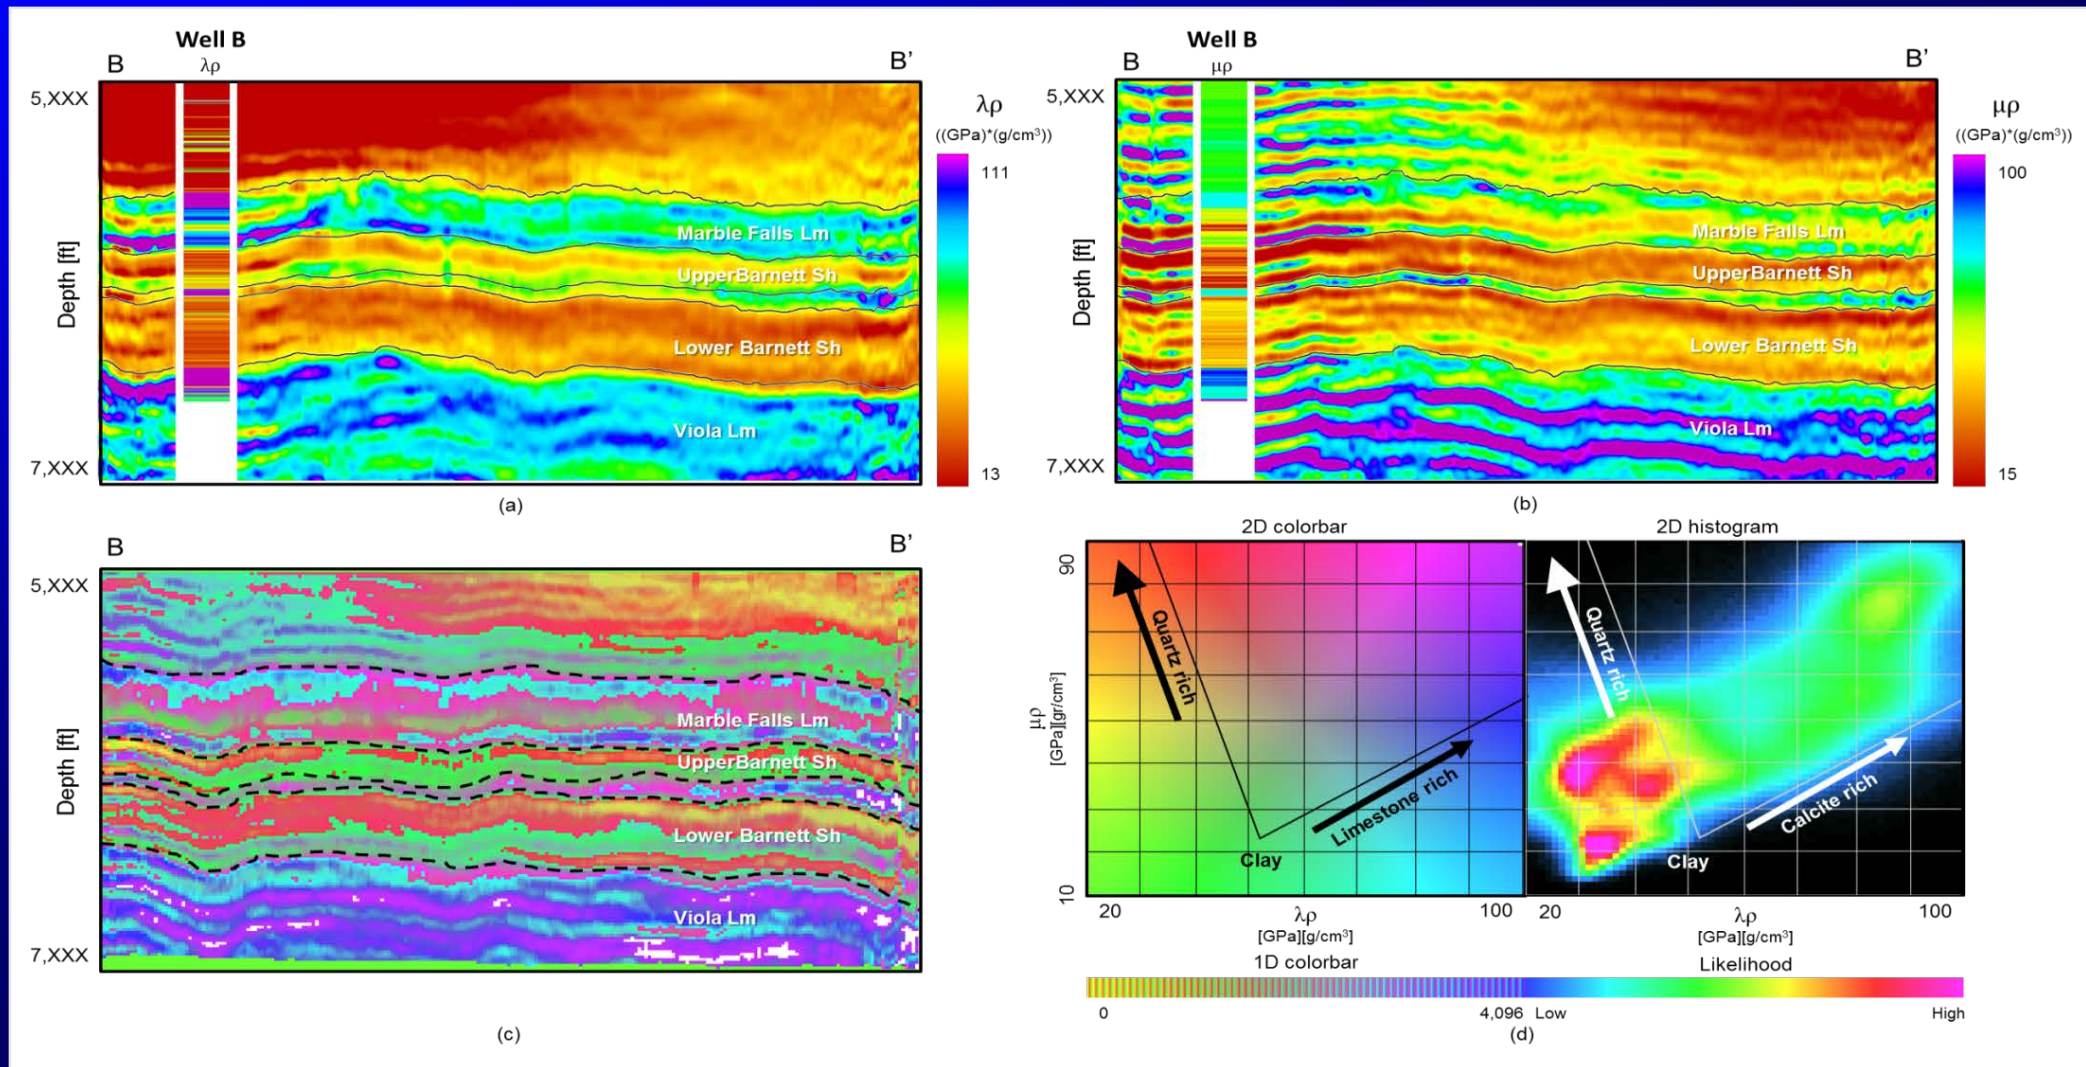 Well B
B
λρ
B'
5,XXX
Depth [ft]
7,XXX
Marble Falls Lm
UpperBarnett Sh
Lower Barnett Sh
Viola Lm
λρ
((GPa)*(g/cm³))
111
13
(a)
Well B
B
μρ
B'
5,XXX
Depth [ft]
7,XXX
Marble Falls Lm
UpperBarnett Sh
Lower Barnett Sh
Viola Lm
μρ
((GPa)*(g/cm³))
100
15
(b)
B
B'
5,XXX
Depth [ft]
7,XXX
Marble Falls Lm
UpperBarnett Sh
Lower Barnett Sh
Viola Lm
(c)
2D colorbar
90
μρ
[GPa][gr/cm³]
10
Quartz rich
Limestone rich
Clay
20
λρ
100
[GPa][g/cm³]
1D colorbar
0
4,096
2D histogram
Quartz rich
Calcite rich
Clay
20
λρ
100
[GPa][g/cm³]
Likelihood
Low
High
(d)